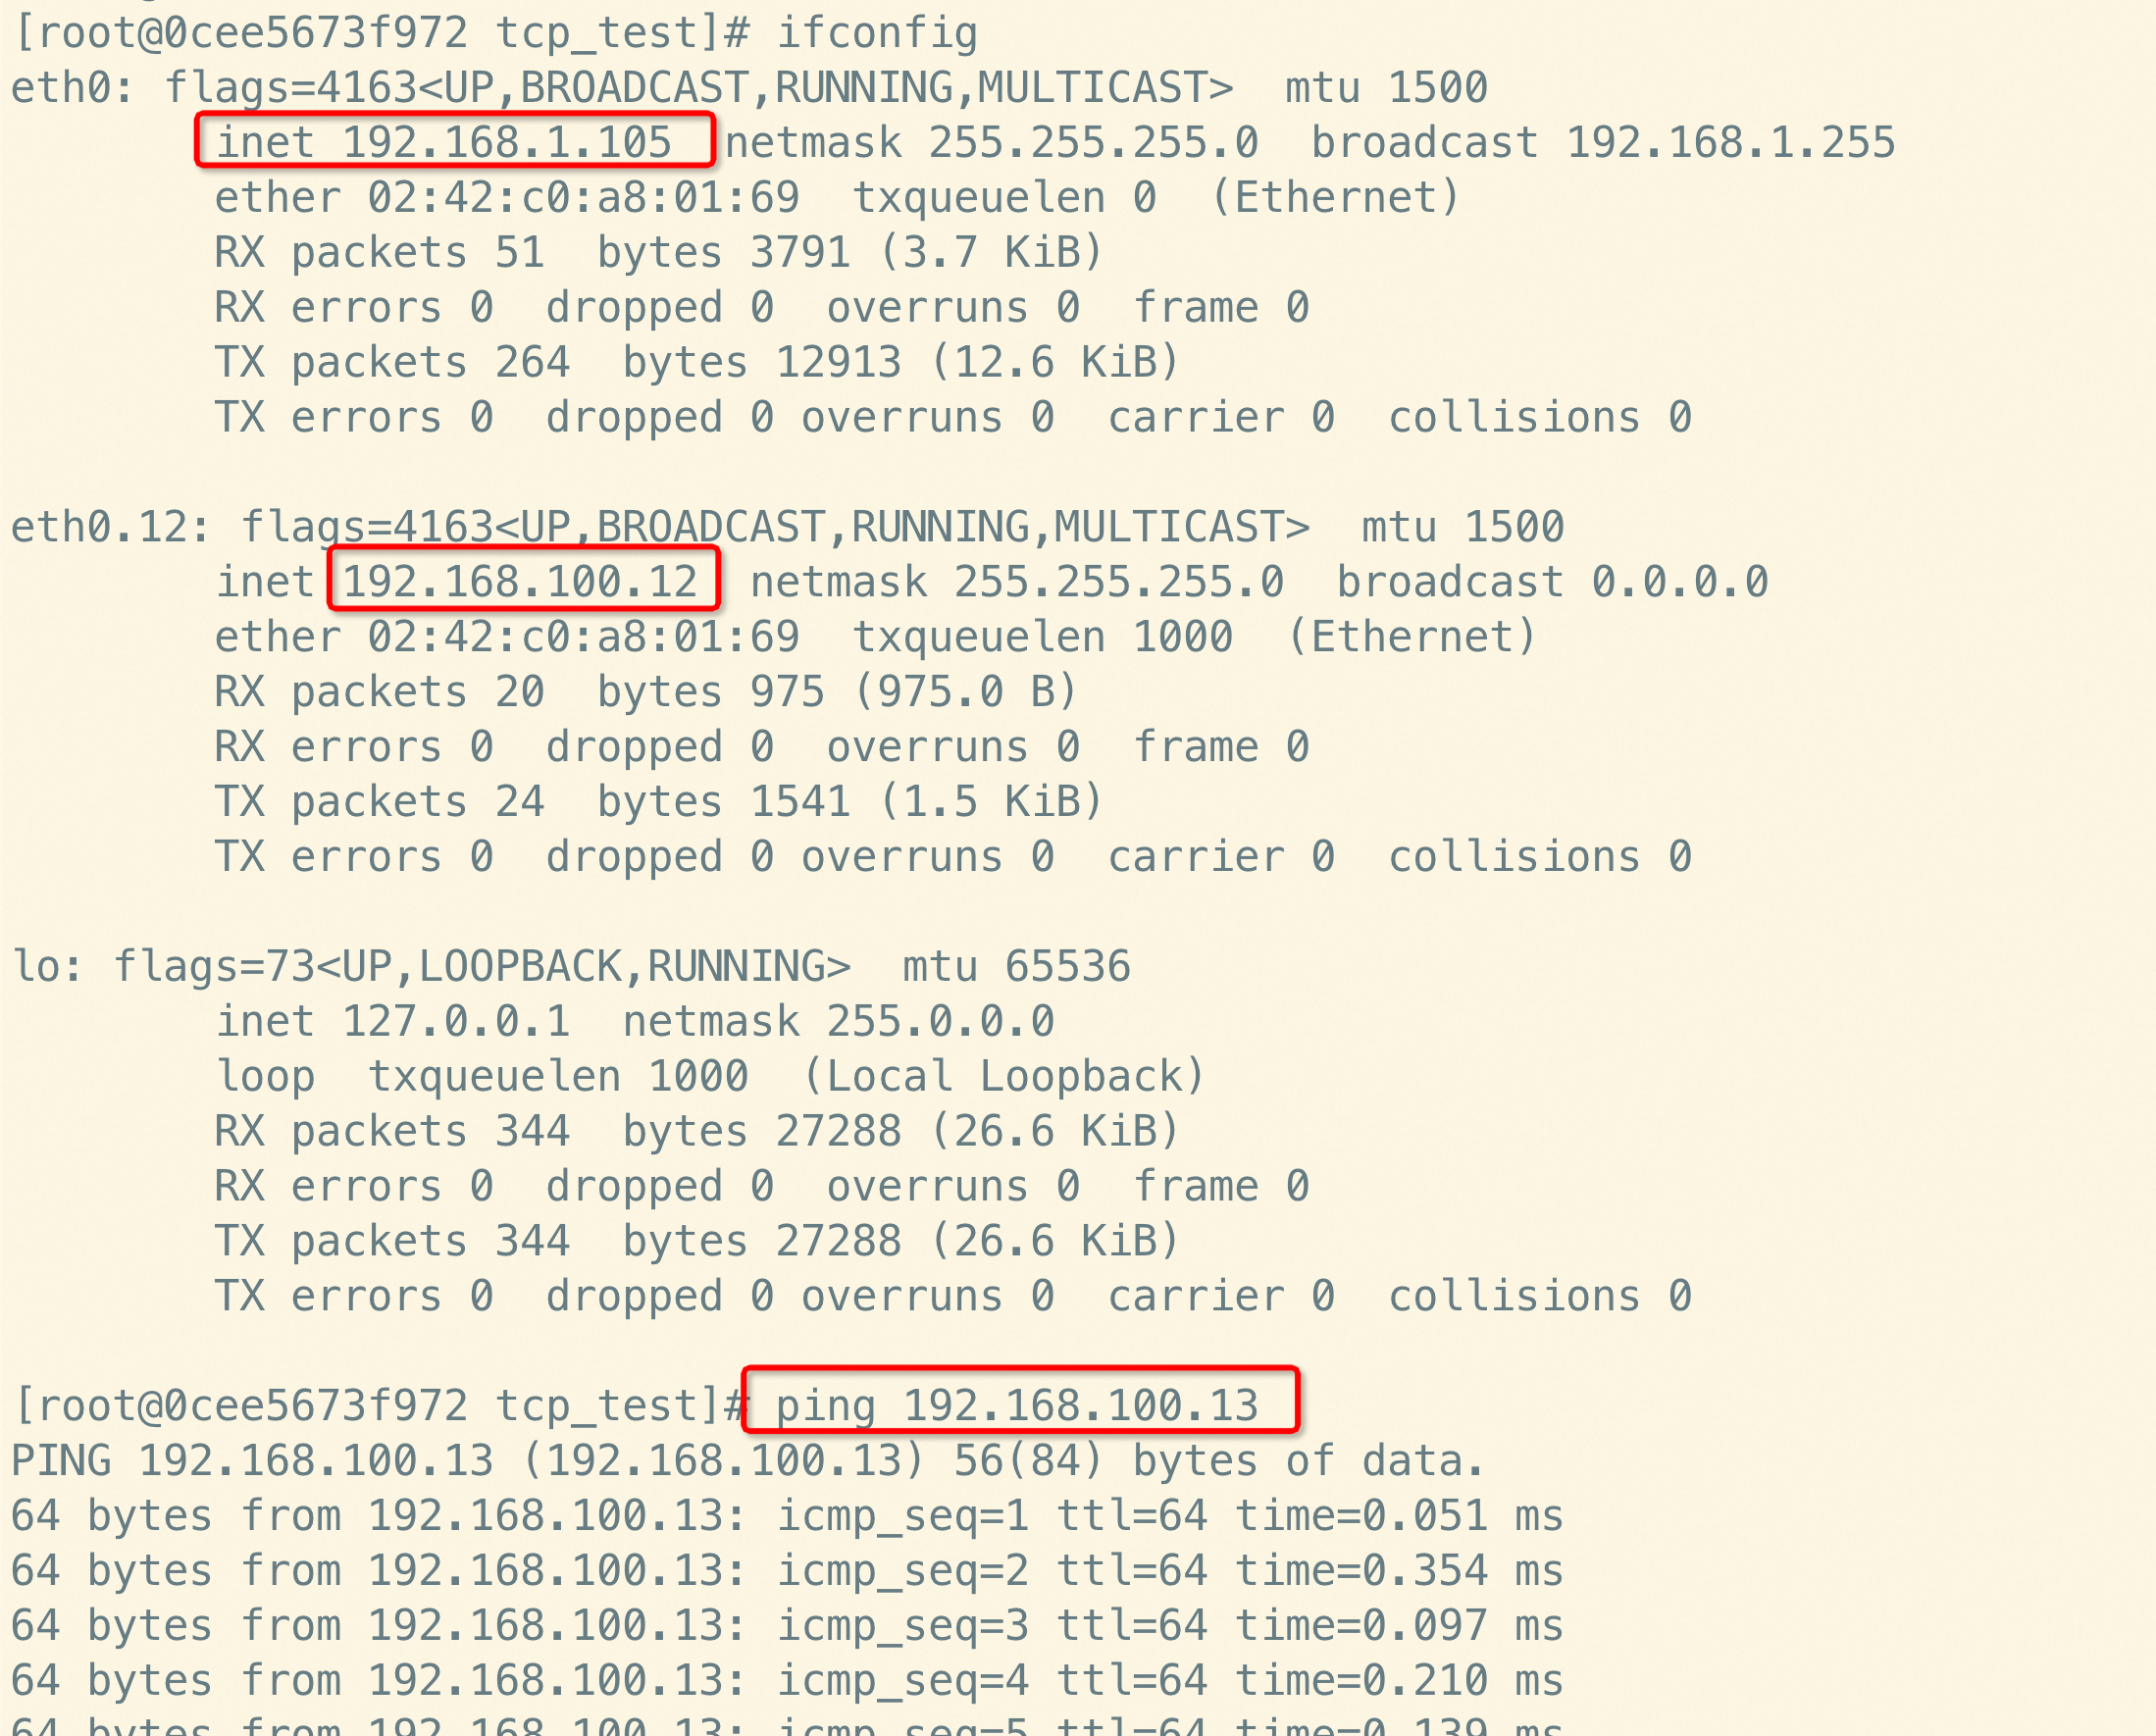 [root@0cee5673f972 tcp_test]# ifconfig
eth0: flags=4163<UP,BROADCAST,RUNNING,MULTICAST>  mtu 1500
        inet 192.168.1.105  netmask 255.255.255.0  broadcast 192.168.1.255
        ether 02:42:c0:a8:01:69  txqueuelen 0  (Ethernet)
        RX packets 51  bytes 3791 (3.7 KiB)
        RX errors 0  dropped 0  overruns 0  frame 0
        TX packets 264  bytes 12913 (12.6 KiB)
        TX errors 0  dropped 0 overruns 0  carrier 0  collisions 0

eth0.12: flags=4163<UP,BROADCAST,RUNNING,MULTICAST>  mtu 1500
        inet 192.168.100.12  netmask 255.255.255.0  broadcast 0.0.0.0
        ether 02:42:c0:a8:01:69  txqueuelen 1000  (Ethernet)
        RX packets 20  bytes 975 (975.0 B)
        RX errors 0  dropped 0  overruns 0  frame 0
        TX packets 24  bytes 1541 (1.5 KiB)
        TX errors 0  dropped 0 overruns 0  carrier 0  collisions 0

lo: flags=73<UP,LOOPBACK,RUNNING>  mtu 65536
        inet 127.0.0.1  netmask 255.0.0.0
        loop  txqueuelen 1000  (Local Loopback)
        RX packets 344  bytes 27288 (26.6 KiB)
        RX errors 0  dropped 0  overruns 0  frame 0
        TX packets 344  bytes 27288 (26.6 KiB)
        TX errors 0  dropped 0 overruns 0  carrier 0  collisions 0

[root@0cee5673f972 tcp_test]# ping 192.168.100.13
PING 192.168.100.13 (192.168.100.13) 56(84) bytes of data.
64 bytes from 192.168.100.13: icmp_seq=1 ttl=64 time=0.051 ms
64 bytes from 192.168.100.13: icmp_seq=2 ttl=64 time=0.354 ms
64 bytes from 192.168.100.13: icmp_seq=3 ttl=64 time=0.097 ms
64 bytes from 192.168.100.13: icmp_seq=4 ttl=64 time=0.210 ms
64 bytes from 192.168.100.13: icmp_seq=5 ttl=64 time=0.139 ms